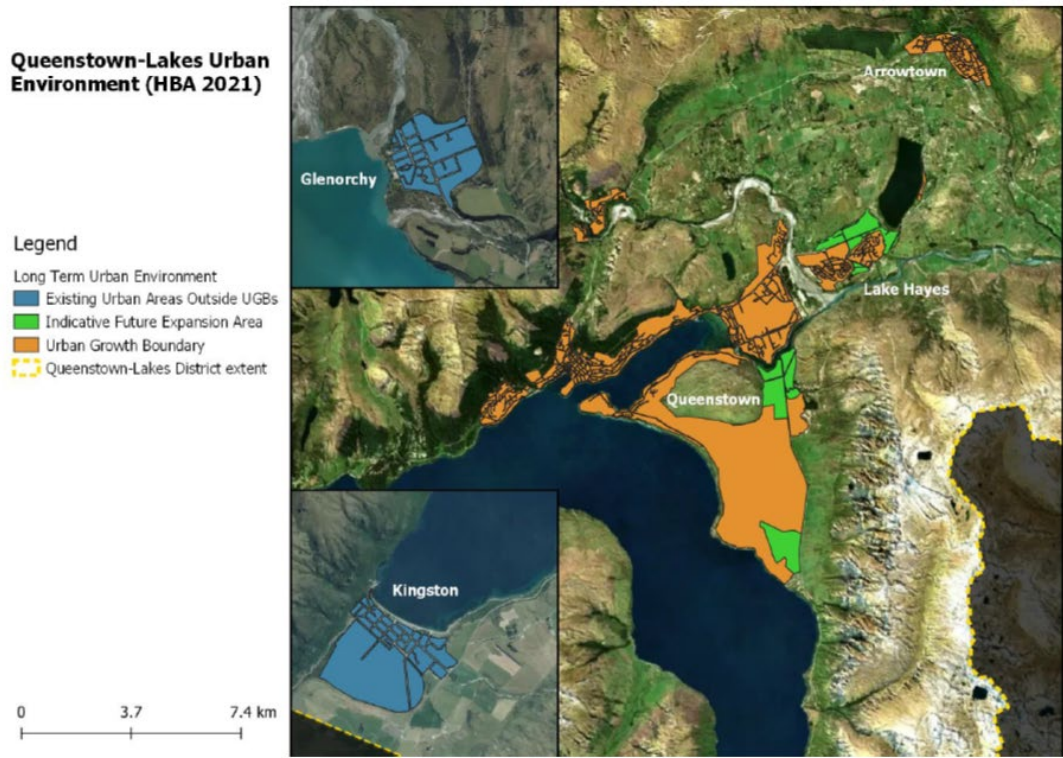 Queenstown-Lakes Urban
Environment (HBA 2021)
Legend
Long Term Urban Environment
Existing Urban Areas Outside UGBs
Indicative Future Expansion Area
Urban Growth Boundary
Queenstown-Lakes District extent
0 3.7 7.4 km
Glenorchy
Arrowtown
Lake Hayes
Queenstown
Kingston